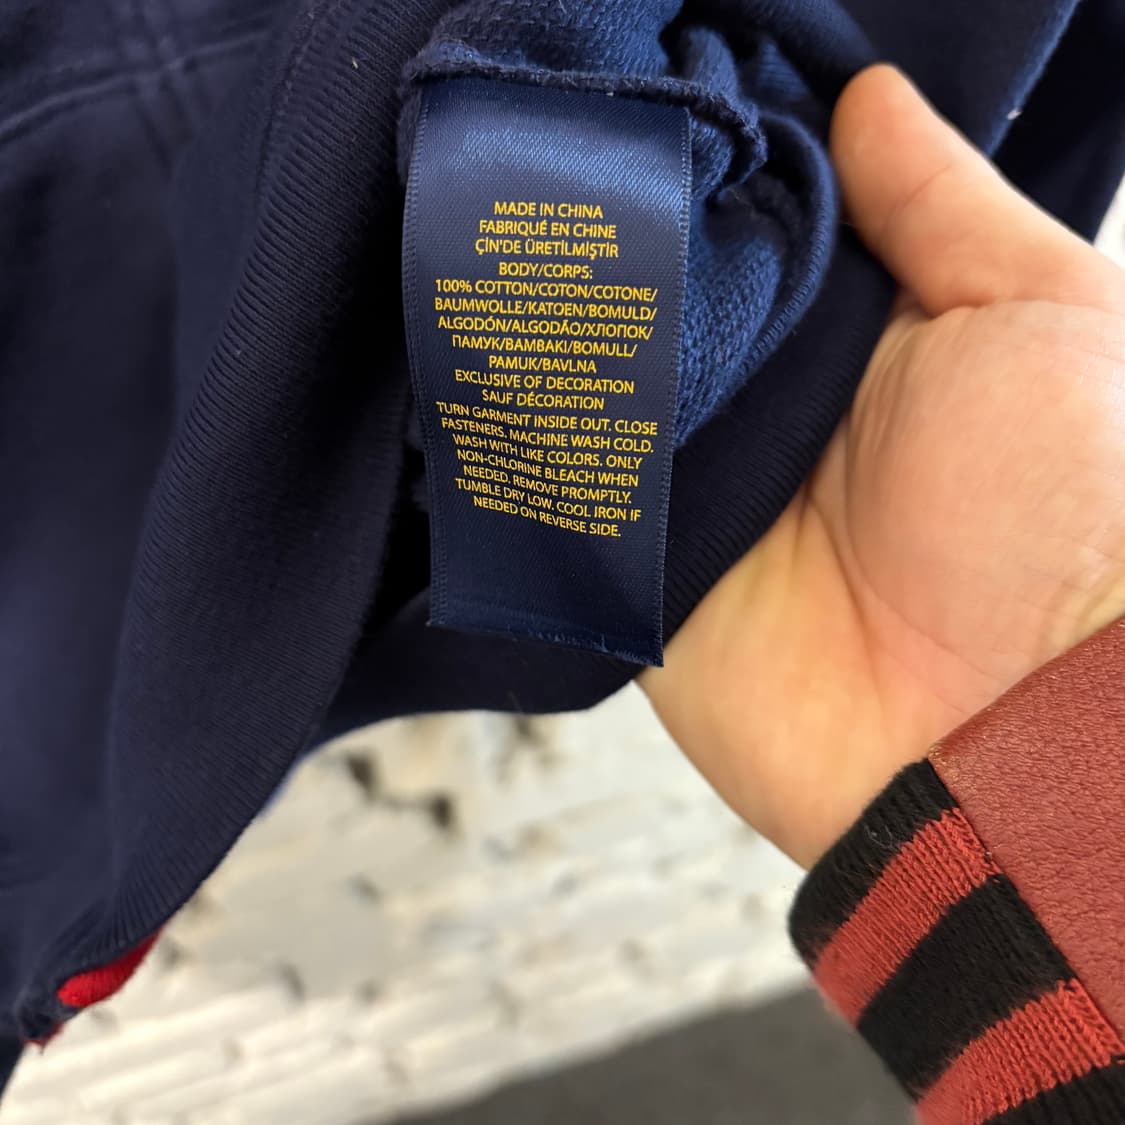 MADE IN CHINA
FABRIQUÉ EN CHINE
ÇİN'DE ÜRETİLMİŞTİR
BODY/CORPS:
100% COTTON/COTON/COTONE/
BAUMWOLLE/KATOEN/BOMULD/
ALGODÓN/ALGODÃO/ХЛОПОК/
ПАМУК/ΒΑΜΒΑΚΙ/BOMULL/
PAMUK/BAVLNA
EXCLUSIVE OF DECORATION
SAUF DÉCORATION
TURN GARMENT INSIDE OUT. CLOSE
FASTENERS. MACHINE WASH COLD.
WASH WITH LIKE COLORS. ONLY
NON-CHLORINE BLEACH WHEN
NEEDED. REMOVE PROMPTLY.
TUMBLE DRY LOW. COOL IRON IF
NEEDED ON REVERSE SIDE.